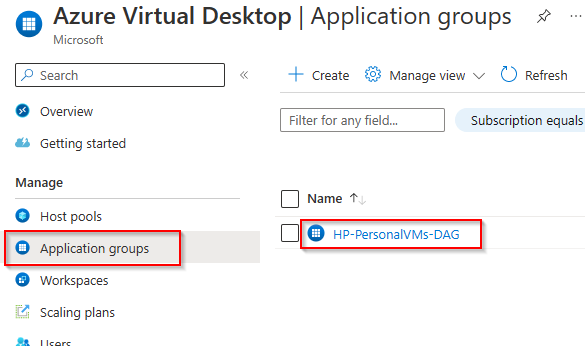 Azure Virtual Desktop | Application groups
Microsoft
Search
Overview
Getting started
Manage
Host pools
Application groups
Workspaces
Scaling plans
Users
Create
Manage view
Refresh
Filter for any field...
Subscription equals
Name
HP-PersonalVMs-DAG